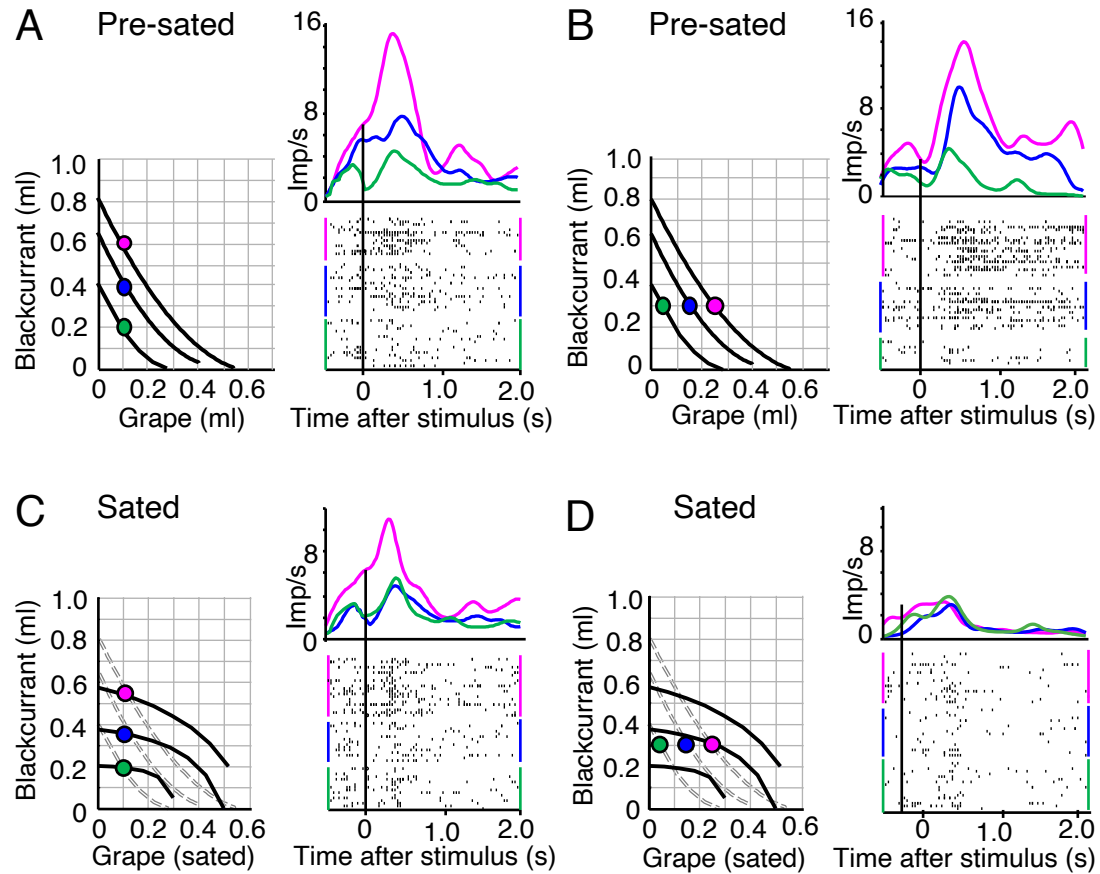 A Pre-sated
16
8
0
Imp/s
1.0
0.8
0.6
0.4
0.2
0
Blackcurrant (ml)
0 0.2 0.4 0.6
Grape (ml)
0 1.0 2.0
Time after stimulus (s)
B Pre-sated
16
8
0
Imp/s
1.0
0.8
0.6
0.4
0.2
0
Blackcurrant (ml)
0 0.2 0.4 0.6
Grape (ml)
0 1.0 2.0
Time after stimulus (s)
C Sated
8
0
Imp/s
1.0
0.8
0.6
0.4
0.2
0
Blackcurrant (ml)
0 0.2 0.4 0.6
Grape (sated)
0 1.0 2.0
Time after stimulus (s)
D Sated
8
0
Imp/s
1.0
0.8
0.6
0.4
0.2
0
Blackcurrant (ml)
0 0.2 0.4 0.6
Grape (sated)
0 1.0 2.0
Time after stimulus (s)